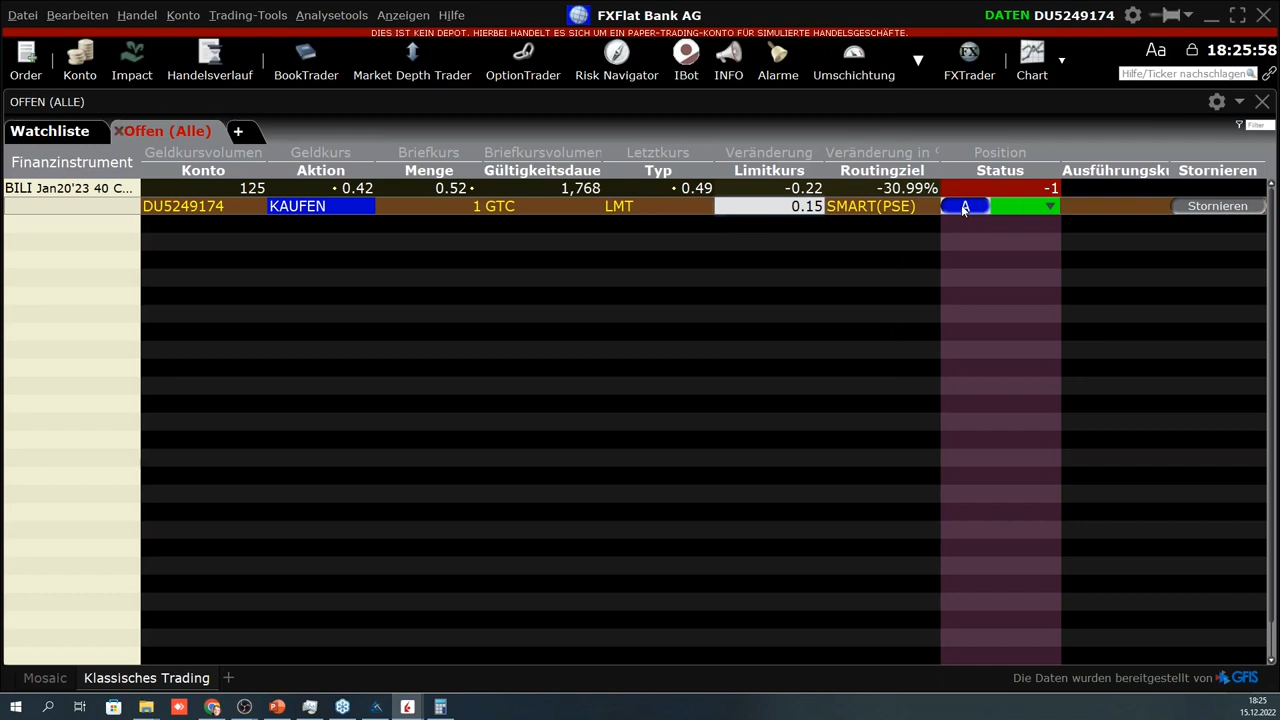 Datei Bearbeiten Handel Konto Trading-Tools Analysetools Anzeigen Hilfe FXFlat Bank AG DATEN DU5249174
DIES IST KEIN DEPOT. HIERBEI HANDELT ES SICH UM EIN PAPER-TRADING-KONTO FÜR SIMULIERTE HANDELSGESCHÄFTE.
Order Konto Impact Handelsverlauf BookTrader Market Depth Trader OptionTrader Risk Navigator IBot INFO Alarme Umschichtung FX FXTrader Chart Aa 18:25:58
Hilfe/Ticker nachschlagen
OFFEN (ALLE)
Watchliste Offen (Alle) + Filter
Geldkursvolumen Geldkurs Briefkurs Briefkursvolumen Letztkurs Veränderung Veränderung in Position
Finanzinstrument Konto Aktion Menge Gültigkeitsdaue Typ Limitkurs Routingziel Status Ausführungsku Stornieren
BILI Jan20'23 40 C... 125 0.42 0.52 1,768 0.49 -0.22 -30.99% -1
DU5249174 KAUFEN 1 GTC LMT 0.15 SMART(PSE) A Stornieren
Mosaic Klassisches Trading + Die Daten wurden bereitgestellt von GFIS
18:25
15.12.2022